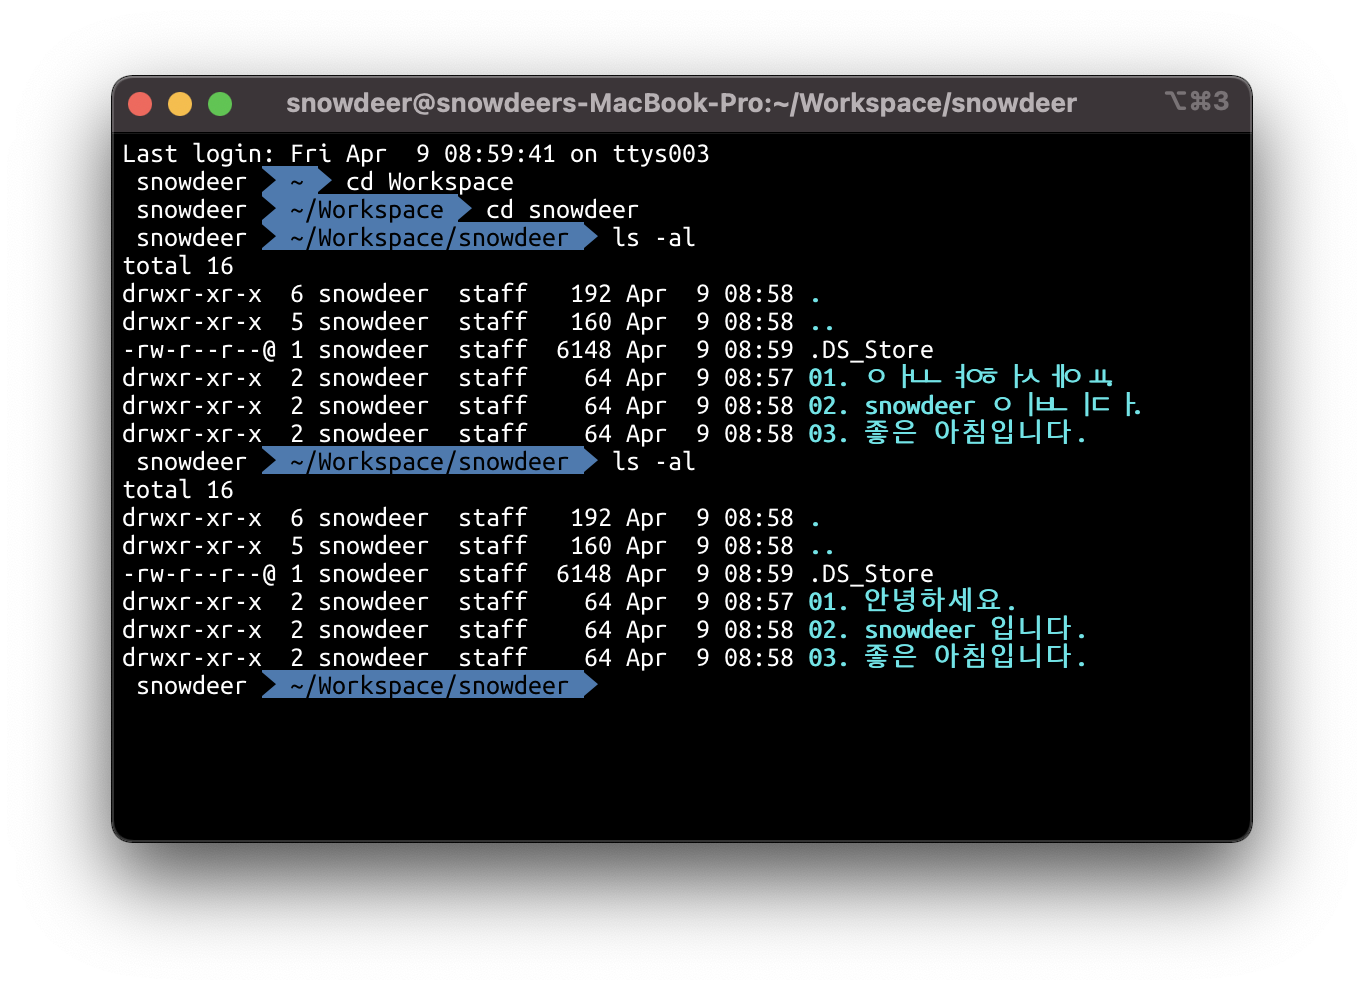 snowdeer@snowdeers-MacBook-Pro:~/Workspace/snowdeer ⌥⌘3
Last login: Fri Apr  9 08:59:41 on ttys003
 snowdeer  ~  cd Workspace
 snowdeer  ~/Workspace  cd snowdeer
 snowdeer  ~/Workspace/snowdeer  ls -al
total 16
drwxr-xr-x  6 snowdeer  staff   192 Apr  9 08:58 .
drwxr-xr-x  5 snowdeer  staff   160 Apr  9 08:58 ..
-rw-r--r--@ 1 snowdeer  staff  6148 Apr  9 08:59 .DS_Store
drwxr-xr-x  2 snowdeer  staff    64 Apr  9 08:57 01. ㅇㅏㄴㄴㅕㅇㅎㅏㅅㅔㅇㅛ.
drwxr-xr-x  2 snowdeer  staff    64 Apr  9 08:58 02. snowdeer ㅇㅣㅂㄴㅣㄷㅏ.
drwxr-xr-x  2 snowdeer  staff    64 Apr  9 08:58 03. 좋은 아침입니다.
 snowdeer  ~/Workspace/snowdeer  ls -al
total 16
drwxr-xr-x  6 snowdeer  staff   192 Apr  9 08:58 .
drwxr-xr-x  5 snowdeer  staff   160 Apr  9 08:58 ..
-rw-r--r--@ 1 snowdeer  staff  6148 Apr  9 08:59 .DS_Store
drwxr-xr-x  2 snowdeer  staff    64 Apr  9 08:57 01. 안녕하세요.
drwxr-xr-x  2 snowdeer  staff    64 Apr  9 08:58 02. snowdeer 입니다.
drwxr-xr-x  2 snowdeer  staff    64 Apr  9 08:58 03. 좋은 아침입니다.
 snowdeer  ~/Workspace/snowdeer